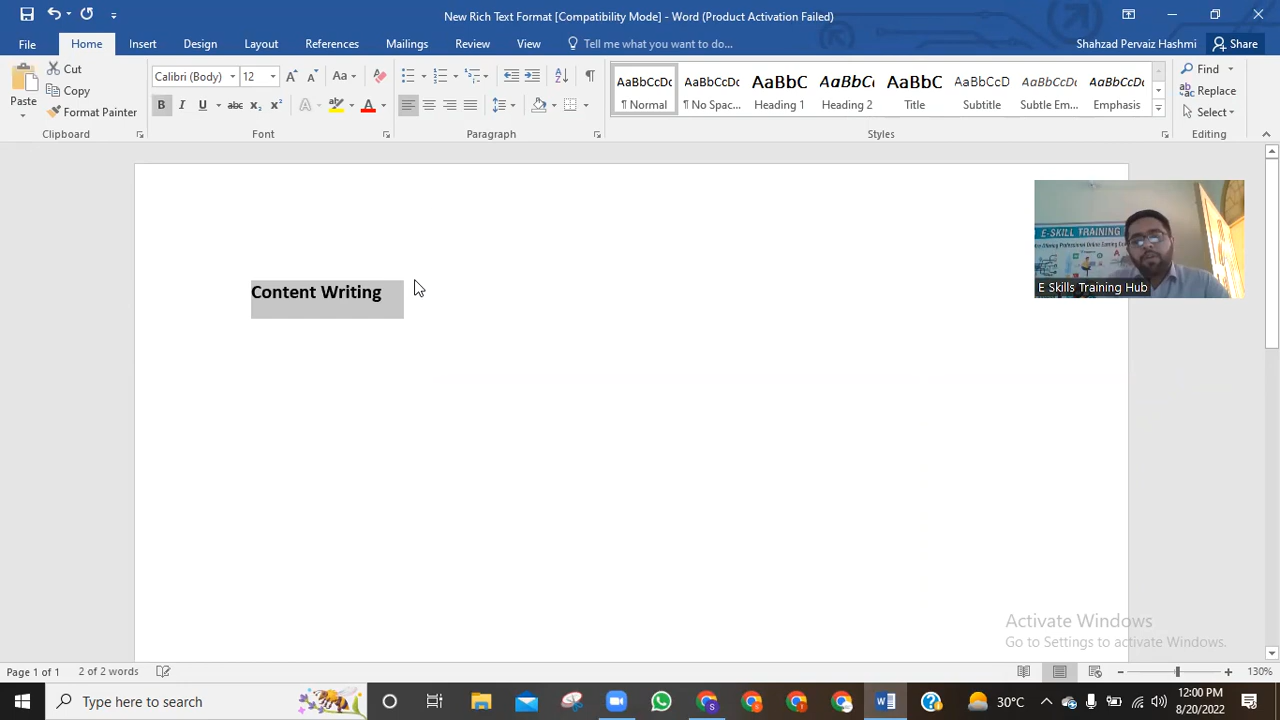 New Rich Text Format [Compatibility Mode] - Word (Product Activation Failed)
File Home Insert Design Layout References Mailings Review View Tell me what you want to do... Shahzad Pervaiz Hashmi Share
Cut
Copy
Format Painter
Paste
Clipboard
Calibri (Body) 12
Font
Paragraph
AaBbCcDc AaBbCcDc AaBbC AaBbCc AaBbC AaBbCcD AaBbCcDc AaBbCcDc
¶ Normal ¶ No Spac... Heading 1 Heading 2 Title Subtitle Subtle Em... Emphasis
Styles
Find
Replace
Select
Editing
E-SKILL TRAINING
E Skills Training Hub
Content Writing
Activate Windows
Go to Settings to activate Windows.
Page 1 of 1 2 of 2 words 130%
Type here to search
30°C
12:00 PM
8/20/2022